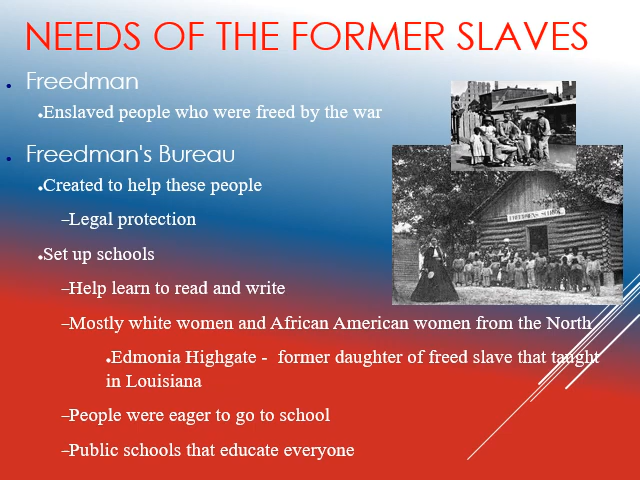 NEEDS OF THE FORMER SLAVES
• Freedman
•Enslaved people who were freed by the war
• Freedman's Bureau
•Created to help these people
–Legal protection
•Set up schools
–Help learn to read and write
–Mostly white women and African American women from the North
•Edmonia Highgate - former daughter of freed slave that taught
in Louisiana
–People were eager to go to school
–Public schools that educate everyone